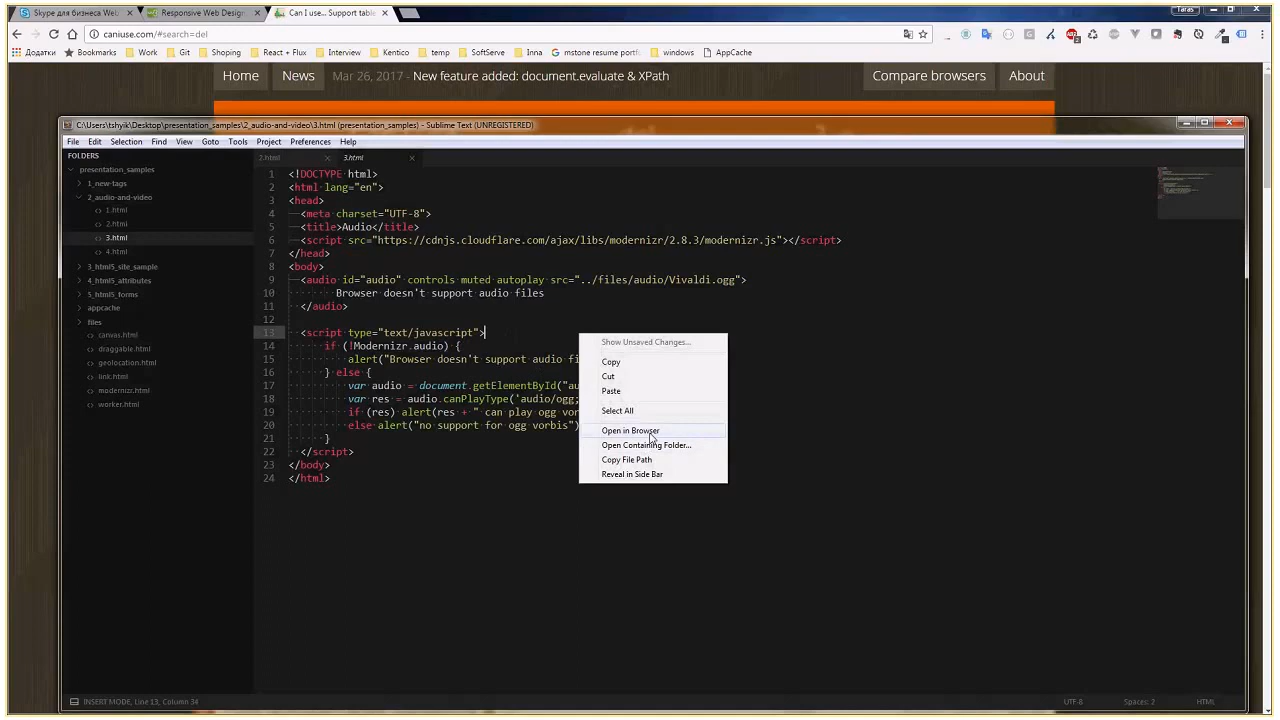 Skype для бизнеса Web
Responsive Web Design
Can I use... Support table
Taras
caniuse.com/#search=del
Додатки
Bookmarks
Work
Git
Shoping
React + Flux
Interview
Kentico
temp
SoftServe
Inna
mstone resume portf
windows
AppCache
Home
News
Mar 26, 2017 - New feature added: document.evaluate & XPath
Compare browsers
About
C:\Users\tshyik\Desktop\presentation_samples\2_audio-and-video\3.html (presentation_samples) - Sublime Text (UNREGISTERED)
File Edit Selection Find View Goto Tools Project Preferences Help
FOLDERS
presentation_samples
1_new-tags
2_audio-and-video
1.html
2.html
3.html
4.html
3_html5_site_sample
4_html5_attributes
5_html5_forms
appcache
files
canvas.html
draggable.html
geolocation.html
link.html
modernizr.html
worker.html
2.html
3.html
1 <!DOCTYPE html>
2 <html lang="en">
3 <head>
4 <meta charset="UTF-8">
5 <title>Audio</title>
6 <script src="https://cdnjs.cloudflare.com/ajax/libs/modernizr/2.8.3/modernizr.js"></script>
7 </head>
8 <body>
9 <audio id="audio" controls muted autoplay src="../files/audio/Vivaldi.ogg">
10 Browser doesn't support audio files
11 </audio>
12
13 <script type="text/javascript">
14 if (!Modernizr.audio) {
15 alert("Browser doesn't support audio fi
16 } else {
17 var audio = document.getElementById("au
18 var res = audio.canPlayType('audio/ogg;
19 if (res) alert(res + " can play ogg vorb
20 else alert("no support for ogg vorbis")
21 }
22 </script>
23 </body>
24 </html>
Show Unsaved Changes...
Copy
Cut
Paste
Select All
Open in Browser
Open Containing Folder...
Copy File Path
Reveal in Side Bar
INSERT MODE, Line 13, Column 34
UTF-8
Spaces: 2
HTML